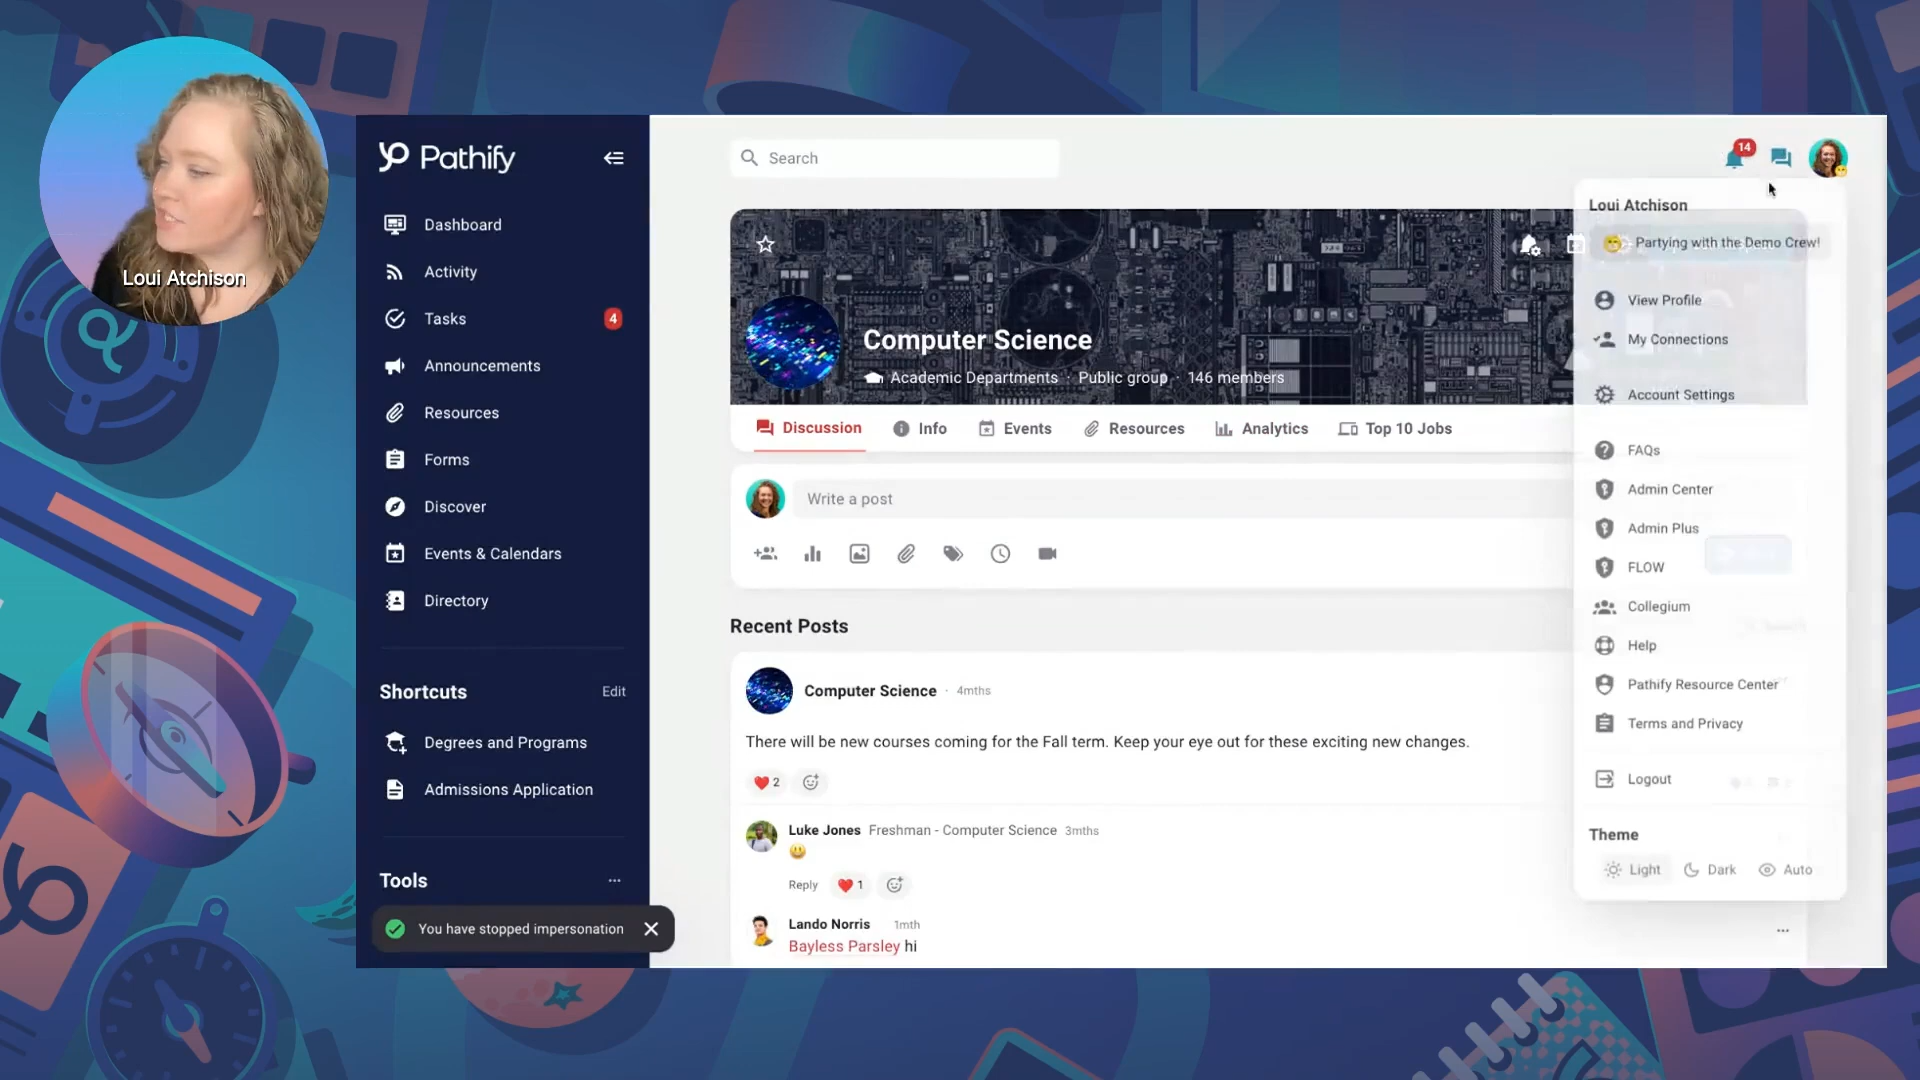 Loui Atchison
Pathify
Dashboard
Activity
Tasks
4
Announcements
Resources
Forms
Discover
Events & Calendars
Directory
Shortcuts
Edit
Degrees and Programs
Admissions Application
Tools
You have stopped impersonation
Search
14
Computer Science
Academic Departments · Public group · 146 members
Discussion
Info
Events
Resources
Analytics
Top 10 Jobs
Write a post
Recent Posts
Computer Science · 4mths
There will be new courses coming for the Fall term. Keep your eye out for these exciting new changes.
2
Luke Jones Freshman - Computer Science 3mths
Reply
1
Lando Norris 1mth
Bayless Parsley hi
Loui Atchison
Partying with the Demo Crew!
View Profile
My Connections
Account Settings
FAQs
Admin Center
Admin Plus
FLOW
Collegium
Help
Pathify Resource Center
Terms and Privacy
Logout
Theme
Light
Dark
Auto